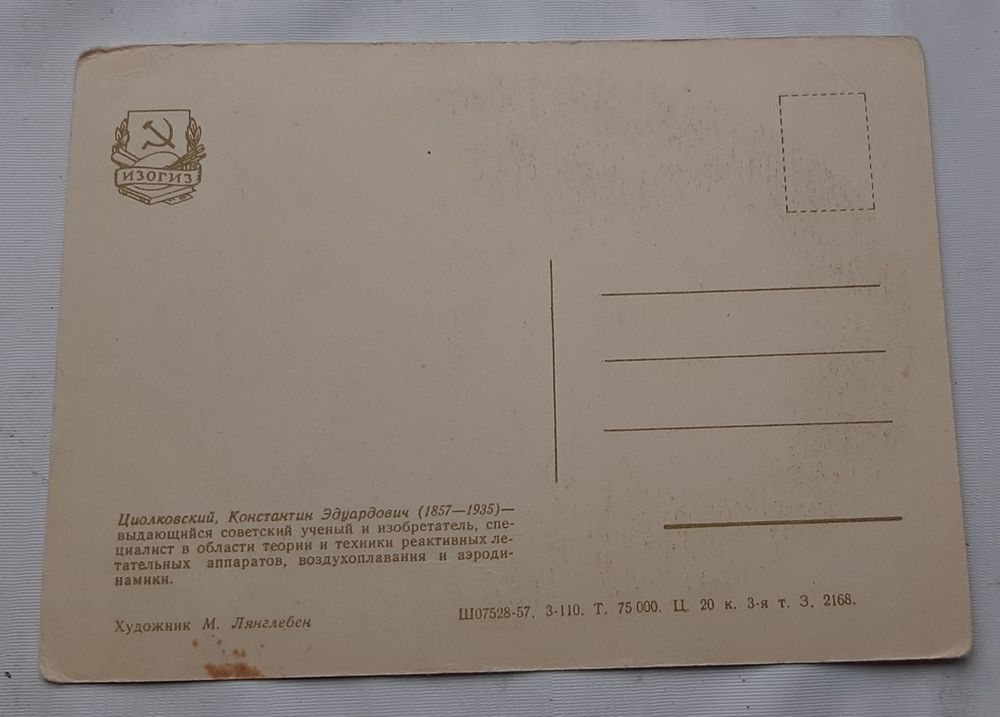 ИЗОГИЗ
Циолковский, Константин Эдуардович (1857—1935)—
выдающийся советский ученый и изобретатель, спе-
циалист в области теории и техники реактивных ле-
тательных аппаратов, воздухоплавания и аэроди-
намики.
Художник М. Лянглебен
Ш07528-57. 3-110. Т. 75 000. Ц. 20 к. 3-я т. З. 2168.